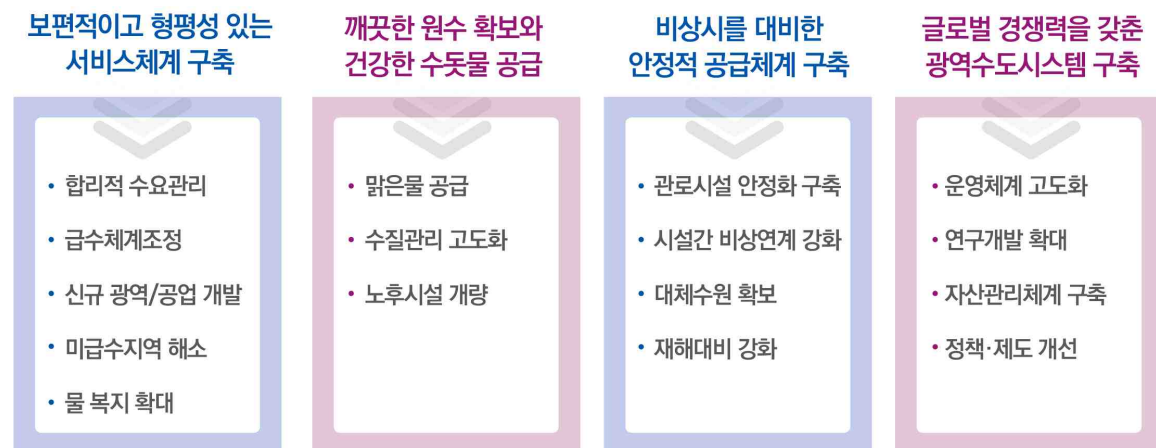 보편적이고 형평성 있는
서비스체계 구축
• 합리적 수요관리
• 급수체계조정
• 신규 광역/공업 개발
• 미급수지역 해소
• 물 복지 확대
깨끗한 원수 확보와
건강한 수돗물 공급
• 맑은물 공급
• 수질관리 고도화
• 노후시설 개량
비상시를 대비한
안정적 공급체계 구축
• 관로시설 안정화 구축
• 시설간 비상연계 강화
• 대체수원 확보
• 재해대비 강화
글로벌 경쟁력을 갖춘
광역수도시스템 구축
• 운영체계 고도화
• 연구개발 확대
• 자산관리체계 구축
• 정책·제도 개선